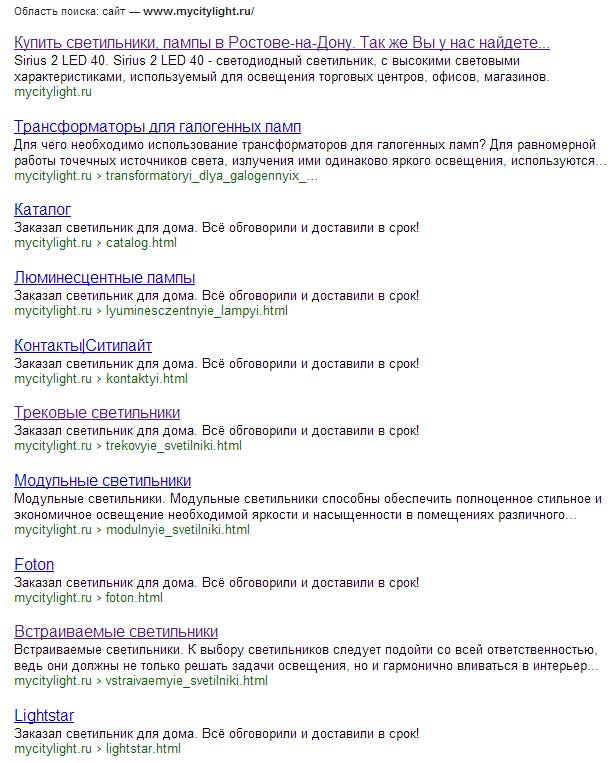 Область поиска: сайт — www.mycitylight.ru/
Купить светильники, лампы в Ростове-на-Дону. Так же Вы у нас найдете...
Sirius 2 LED 40. Sirius 2 LED 40 - светодиодный светильник, с высокими световыми
характеристиками, используемый для освещения торговых центров, офисов, магазинов.
mycitylight.ru
Трансформаторы для галогенных ламп
Для чего необходимо использование трансформаторов для галогенных ламп? Для равномерной
работы точечных источников света, излучения ими одинаково яркого освещения, используются...
mycitylight.ru › transformatoryi_dlya_galogennyix_...
Каталог
Заказал светильник для дома. Всё обговорили и доставили в срок!
mycitylight.ru › catalog.html
Люминесцентные лампы
Заказал светильник для дома. Всё обговорили и доставили в срок!
mycitylight.ru › lyuminesczentnyie_lampyi.html
Контакты|Ситилайт
Заказал светильник для дома. Всё обговорили и доставили в срок!
mycitylight.ru › kontaktyi.html
Трековые светильники
Заказал светильник для дома. Всё обговорили и доставили в срок!
mycitylight.ru › trekovyie_svetilniki.html
Модульные светильники
Модульные светильники. Модульные светильники способны обеспечить полноценное стильное и
экономичное освещение необходимой яркости и насыщенности в помещениях различного...
mycitylight.ru › modulnyie_svetilniki.html
Foton
Заказал светильник для дома. Всё обговорили и доставили в срок!
mycitylight.ru › foton.html
Встраиваемые светильники
Встраиваемые светильники. К выбору светильников следует подойти со всей ответственностью,
ведь они должны не только решать задачи освещения, но и гармонично вливаться в интерьер...
mycitylight.ru › vstraivaemyie_svetilniki.html
Lightstar
Заказал светильник для дома. Всё обговорили и доставили в срок!
mycitylight.ru › lightstar.html